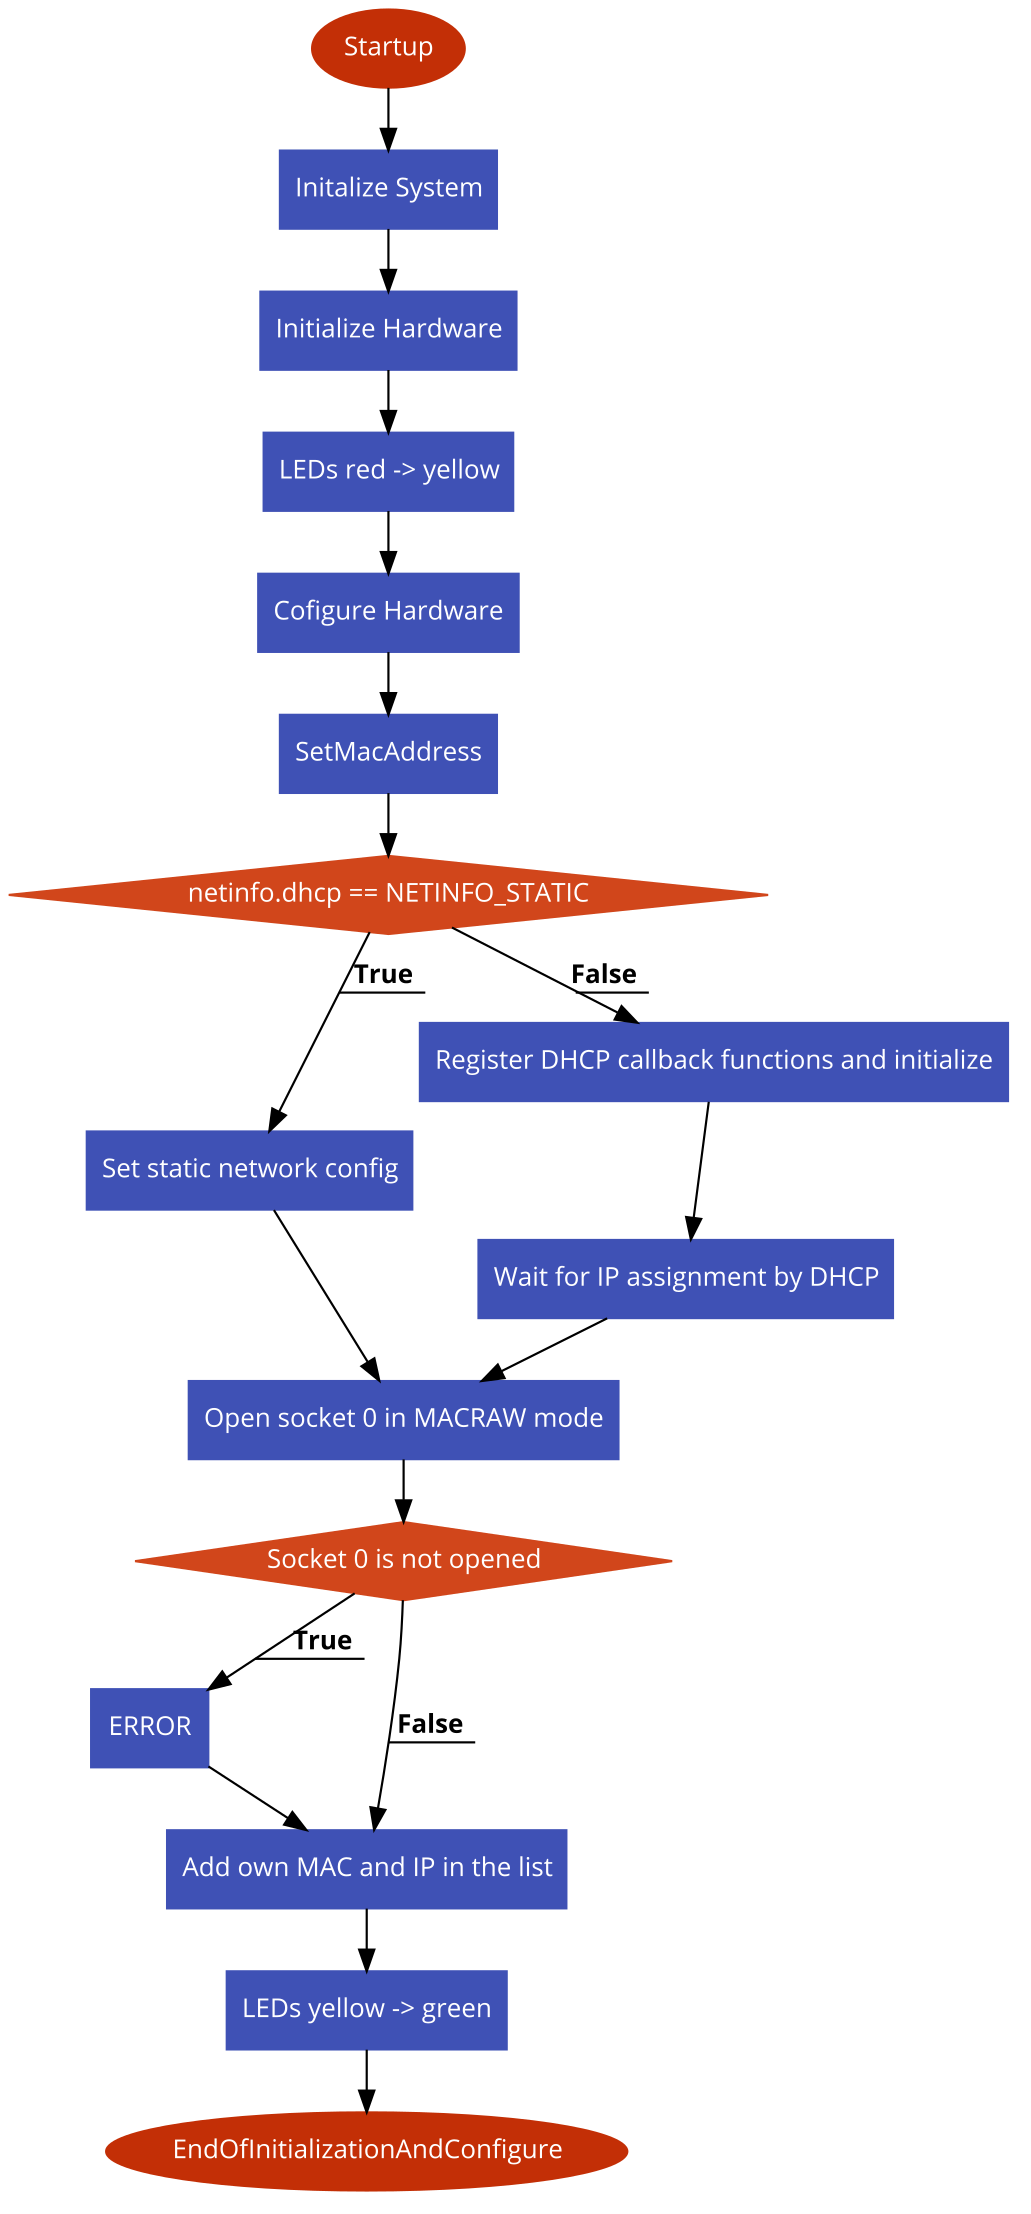 Startup
Initalize System
Initialize Hardware
LEDs red -> yellow
Cofigure Hardware
SetMacAddress
netinfo.dhcp == NETINFO_STATIC
True
False
Register DHCP callback functions and initialize
Set static network config
Wait for IP assignment by DHCP
Open socket 0 in MACRAW mode
Socket 0 is not opened
True
ERROR
False
Add own MAC and IP in the list
LEDs yellow -> green
EndOfInitializationAndConfigure